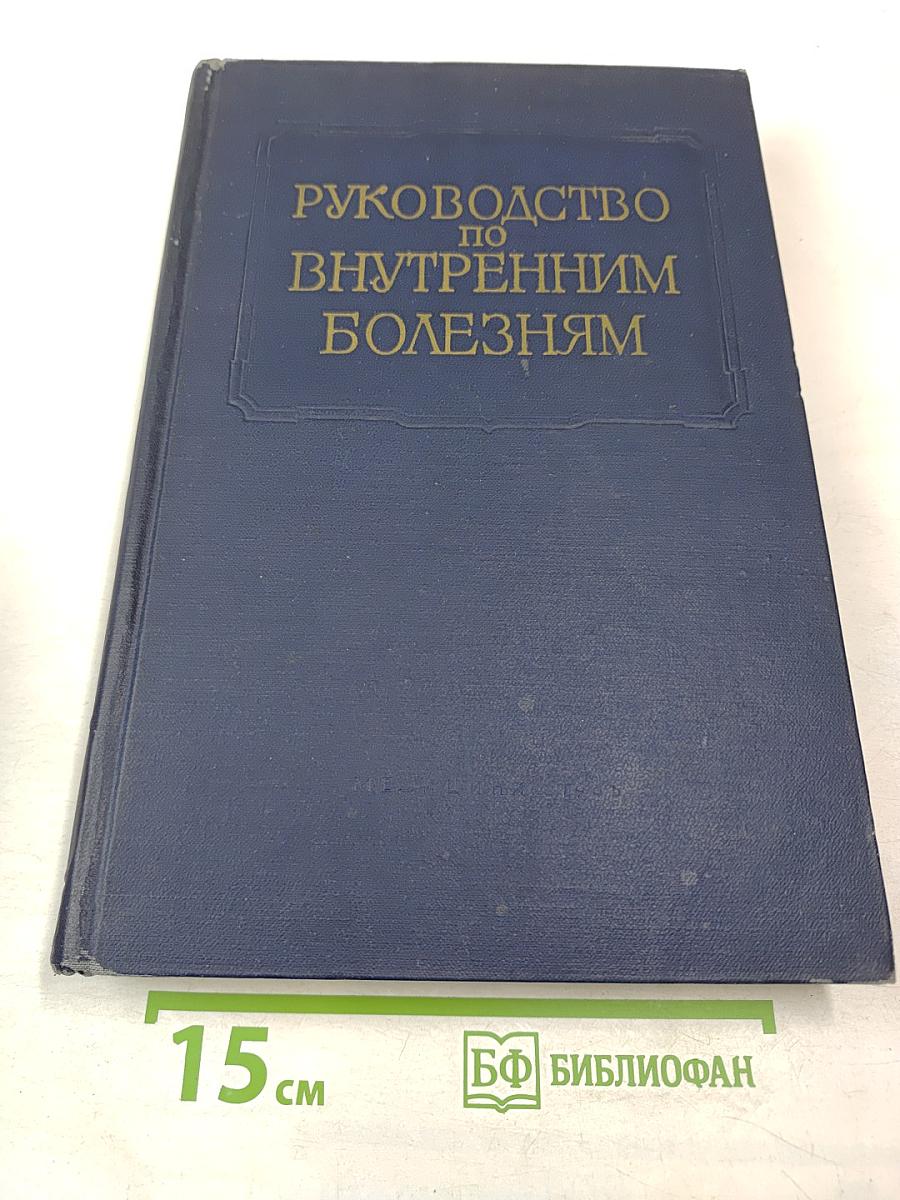 РУКОВОДСТВО
ПО
ВНУТРЕННИМ
БОЛЕЗНЯМ
15 см
БФ БИБЛИОФАН